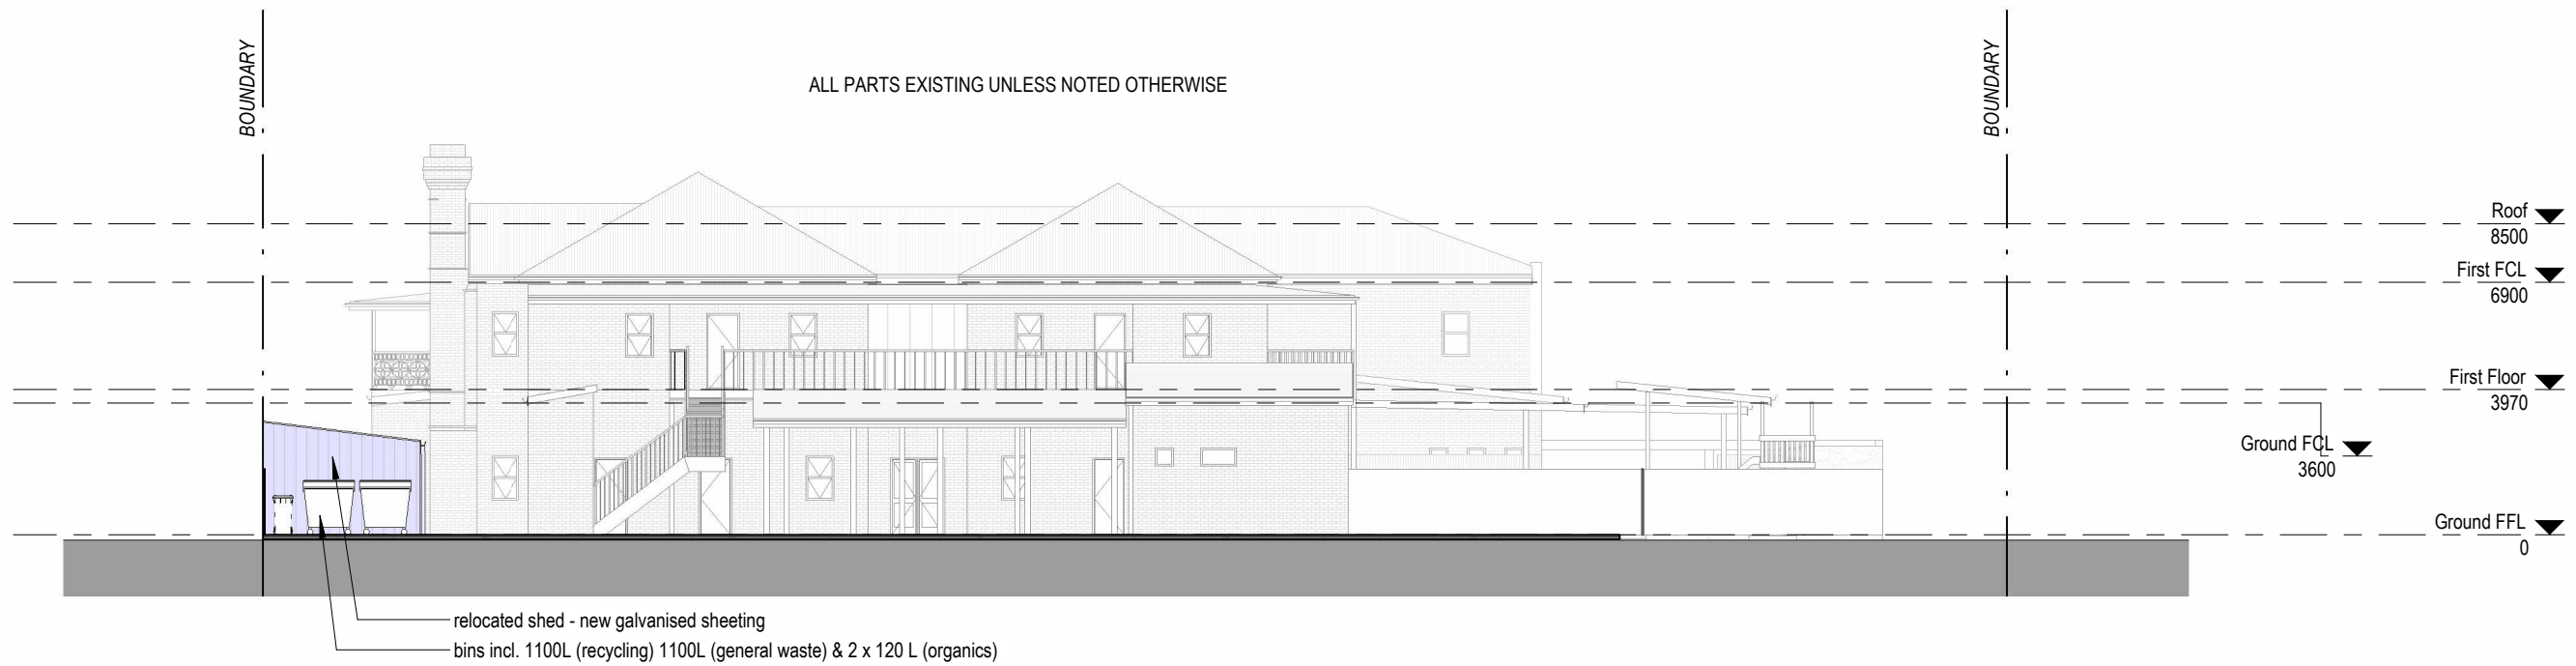 BOUNDARY
BOUNDARY
ALL PARTS EXISTING UNLESS NOTED OTHERWISE
Roof
8500
First FCL
6900
First Floor
3970
Ground FCL
3600
Ground FFL
0
relocated shed - new galvanised sheeting
bins incl. 1100L (recycling) 1100L (general waste) & 2 x 120 L (organics)